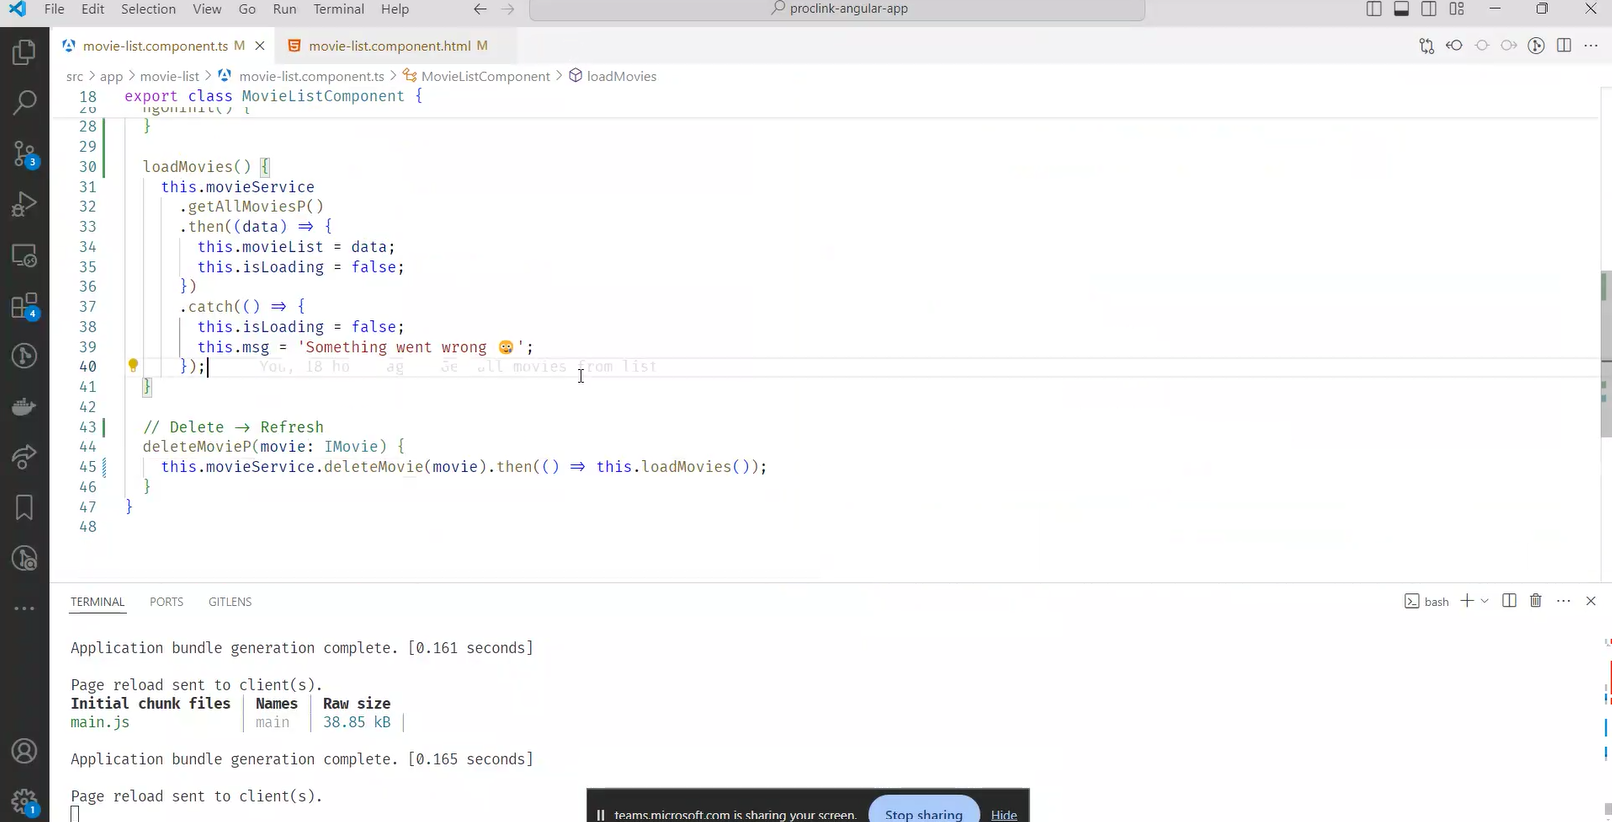 File Edit Selection View Go Run Terminal Help proclink-angular-app
movie-list.component.ts M movie-list.component.html M
src > app > movie-list > movie-list.component.ts > MovieListComponent > loadMovies
18 export class MovieListComponent {
26 ngOnInit() {
28 }
29
30 loadMovies() {
31 this.movieService
32 .getAllMoviesP()
33 .then((data) => {
34 this.movieList = data;
35 this.isLoading = false;
36 })
37 .catch(() => {
38 this.isLoading = false;
39 this.msg = 'Something went wrong 😳';
40 }); You, 18 ho ag all movies from list
41 }
42
43 // Delete -> Refresh
44 deleteMovieP(movie: IMovie) {
45 this.movieService.deleteMovie(movie).then(() => this.loadMovies());
46 }
47 }
48
3
4
1
TERMINAL PORTS GITLENS bash
Application bundle generation complete. [0.161 seconds]
Page reload sent to client(s).
Initial chunk files | Names | Raw size
main.js | main | 38.85 kB |
Application bundle generation complete. [0.165 seconds]
Page reload sent to client(s).
teams.microsoft.com is sharing your screen. Stop sharing Hide